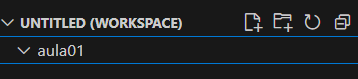 UNTITLED (WORKSPACE)
aula01